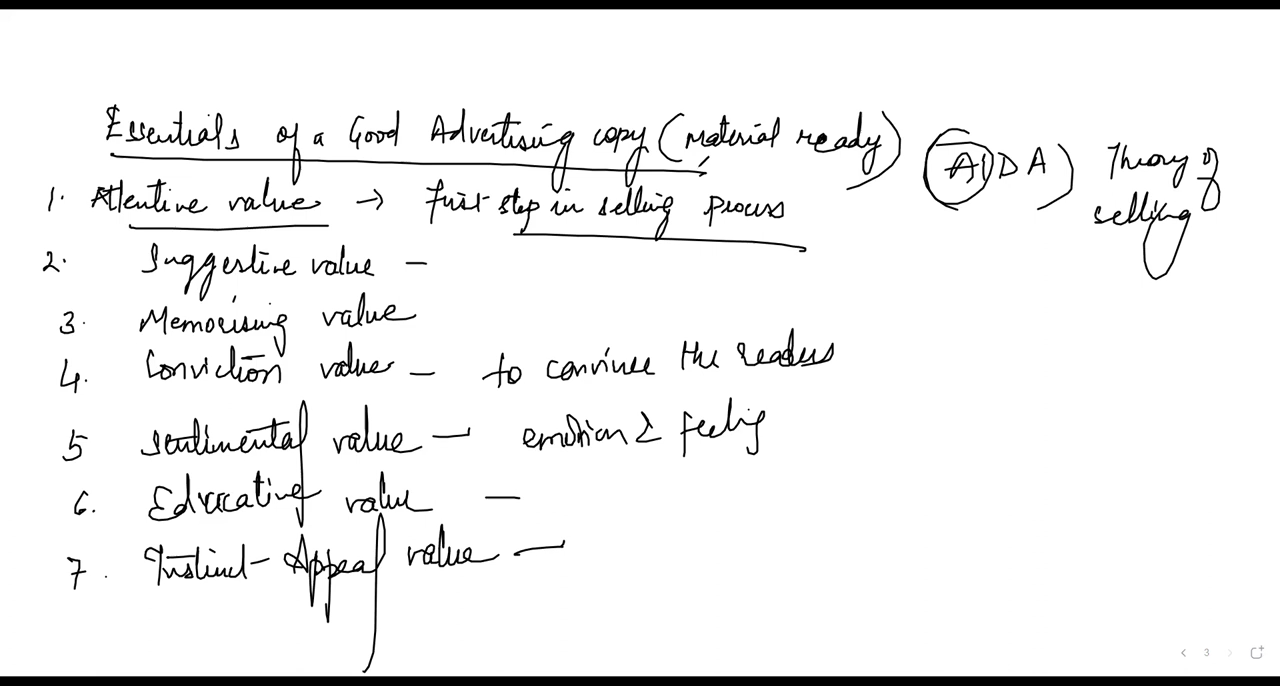 Essentials of a Good Advertising copy (Material ready) (AIDA) Theory of selling
1. Attentive value → First step in selling process
2. Suggestive value –
3. Memorising value
4. Conviction value – to convince the readers
5 Sentimental value – emotion & feeling
6. Educative value –
7. Instinct-Appeal value –
3